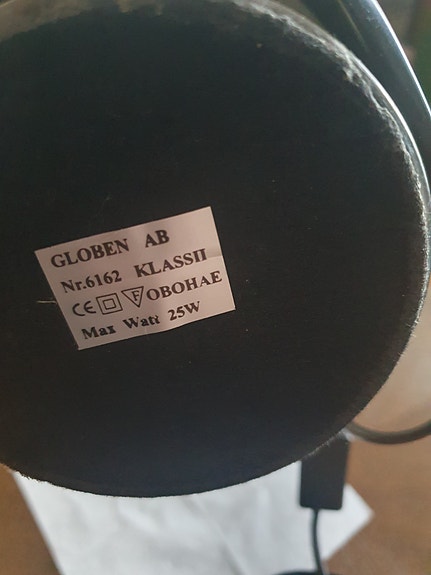 GLOBEN AB
Nr.6162 KLASSII
CE F OBOHAE
Max Watt 25W